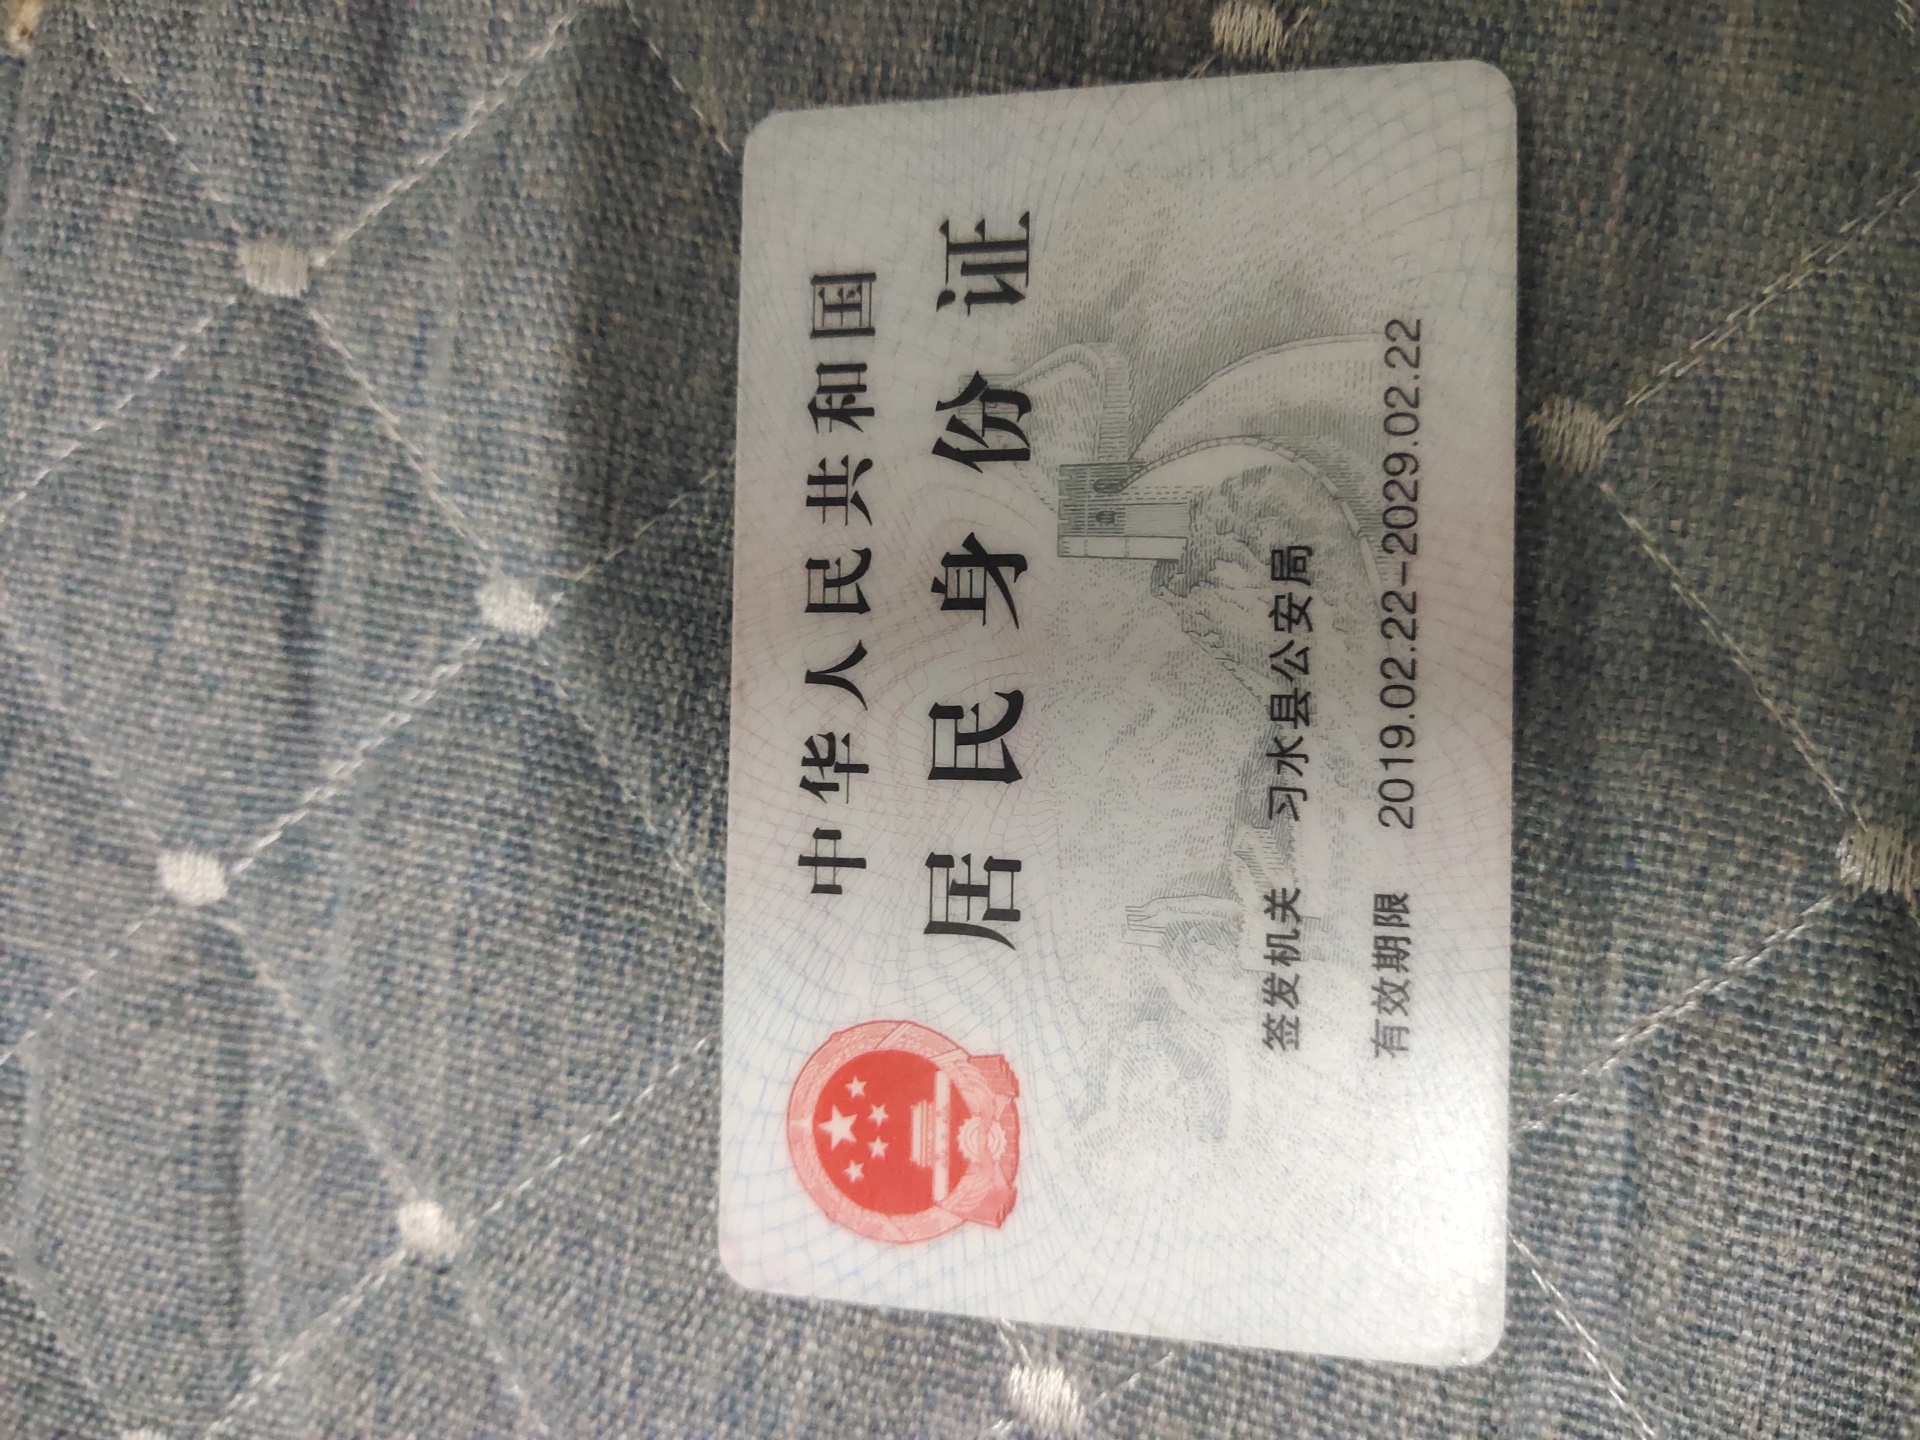 中华人民共和国
居民身份证
签发机关 习水县公安局
有效期限 2019.02.22-2029.02.22